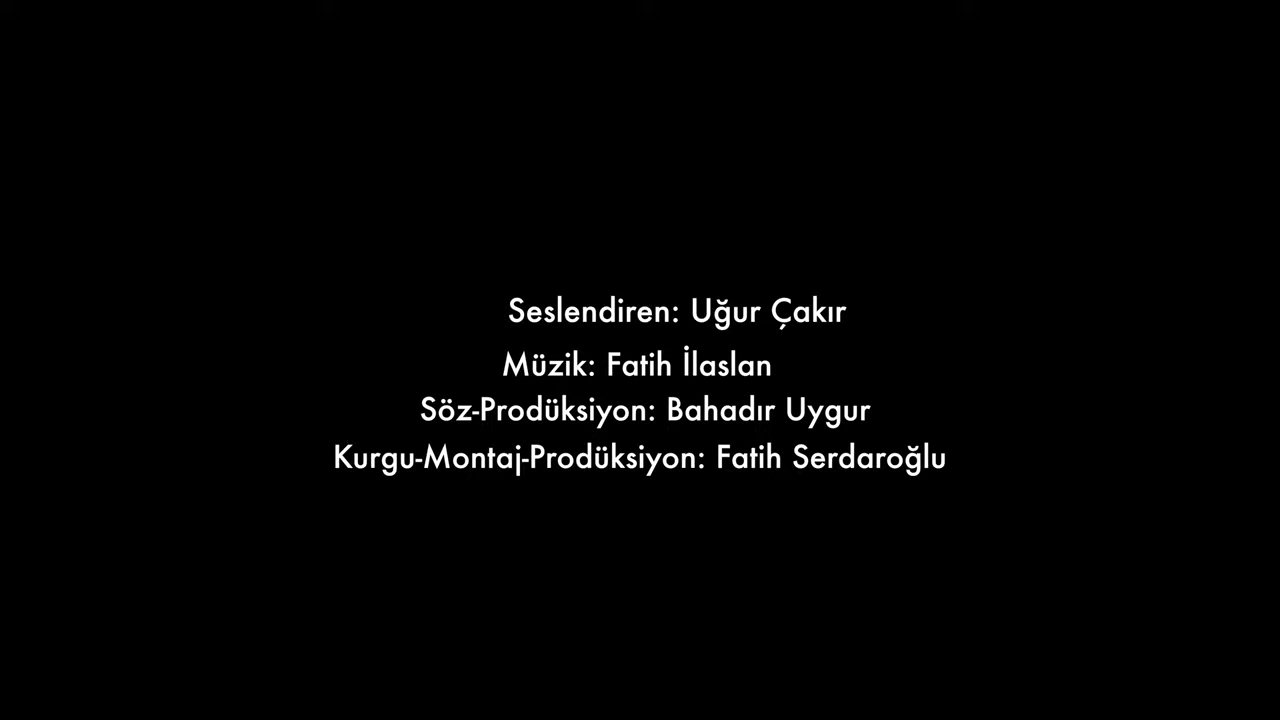 Seslendiren: Uğur Çakır
Müzik: Fatih İlaslan
Söz-Prodüksiyon: Bahadır Uygur
Kurgu-Montaj-Prodüksiyon: Fatih Serdaroğlu